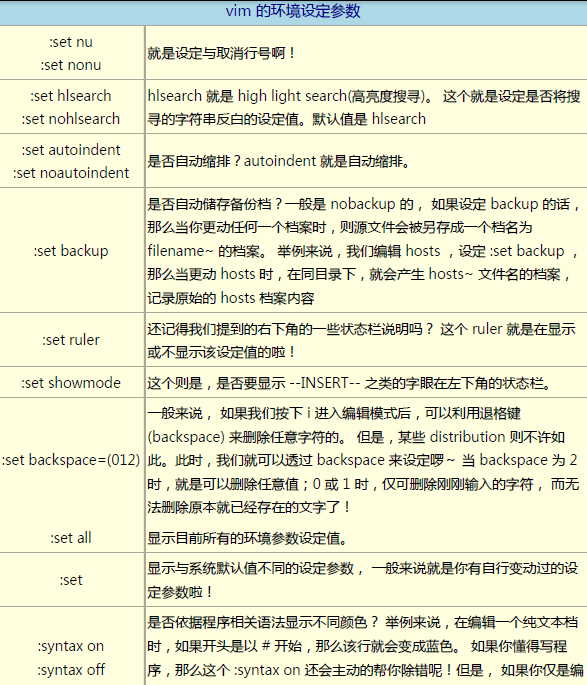 vim 的环境设定参数
:set nu
:set nonu
就是设定与取消行号啊！
:set hlsearch
:set nohlsearch
hlsearch 就是 high light search(高亮度搜寻)。 这个就是设定是否将搜
寻的字符串反白的设定值。默认值是 hlsearch
:set autoindent
:set noautoindent
是否自动缩排？autoindent 就是自动缩排。
:set backup
是否自动储存备份档？一般是 nobackup 的， 如果设定 backup 的话，
那么当你更动任何一个档案时，则源文件会被另存成一个档名为
filename~ 的档案。 举例来说，我们编辑 hosts ，设定 :set backup ，
那么当更动 hosts 时，在同目录下，就会产生 hosts~ 文件名的档案，
记录原始的 hosts 档案内容
:set ruler
还记得我们提到的右下角的一些状态栏说明吗？ 这个 ruler 就是在显示
或不显示该设定值的啦！
:set showmode
这个则是，是否要显示 --INSERT-- 之类的字眼在左下角的状态栏。
:set backspace=(012)
一般来说， 如果我们按下 i 进入编辑模式后，可以利用退格键
(backspace) 来删除任意字符的。 但是，某些 distribution 则不许如
此。此时，我们就可以透过 backspace 来设定啰～ 当 backspace 为 2
时，就是可以删除任意值；0 或 1 时，仅可删除刚刚输入的字符， 而无
法删除原本就已经存在的文字了！
:set all
显示目前所有的环境参数设定值。
:set
显示与系统默认值不同的设定参数， 一般来说就是你有自行变动过的设
定参数啦！
:syntax on
:syntax off
是否依据程序相关语法显示不同颜色？ 举例来说，在编辑一个纯文本档
时，如果开头是以 # 开始，那么该行就会变成蓝色。 如果你懂得写程
序，那么这个 :syntax on 还会主动的帮你除错呢！但是， 如果你仅是编